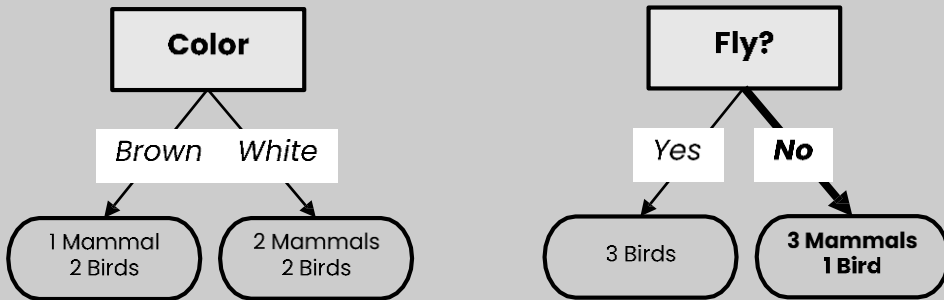 Color
Brown
White
1 Mammal
2 Birds
2 Mammals
2 Birds
Fly?
Yes
No
3 Birds
3 Mammals
1 Bird